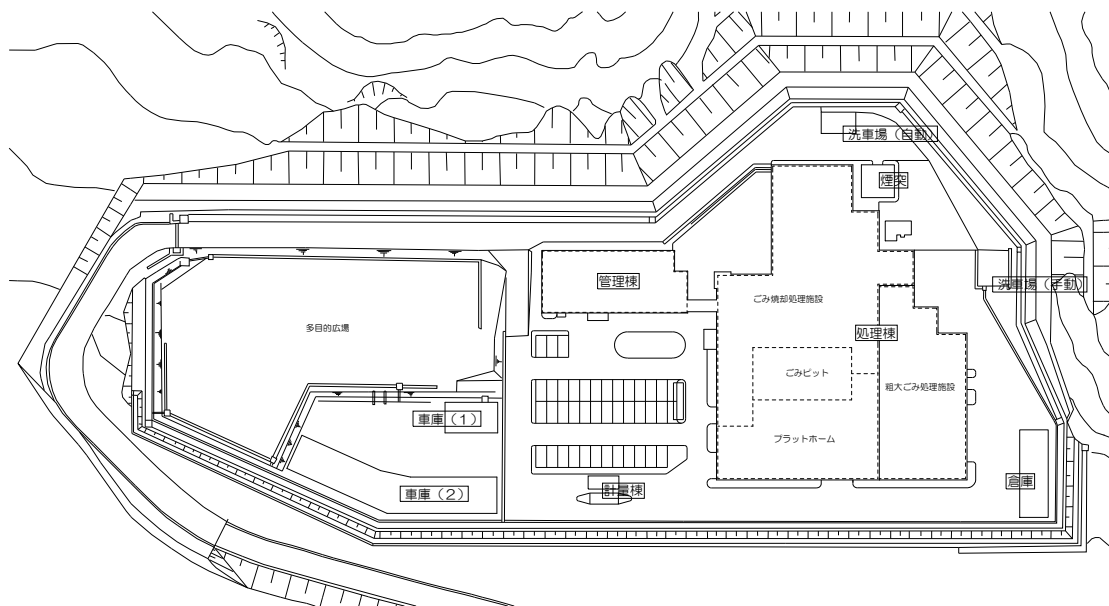 洗車場（自動）
煙突
管理棟
洗車場（手動）
ごみ焼却処理施設
多目的広場
処理棟
ごみピット
粗大ごみ処理施設
車庫（1）
プラットホーム
倉庫
車庫（2）
計量棟